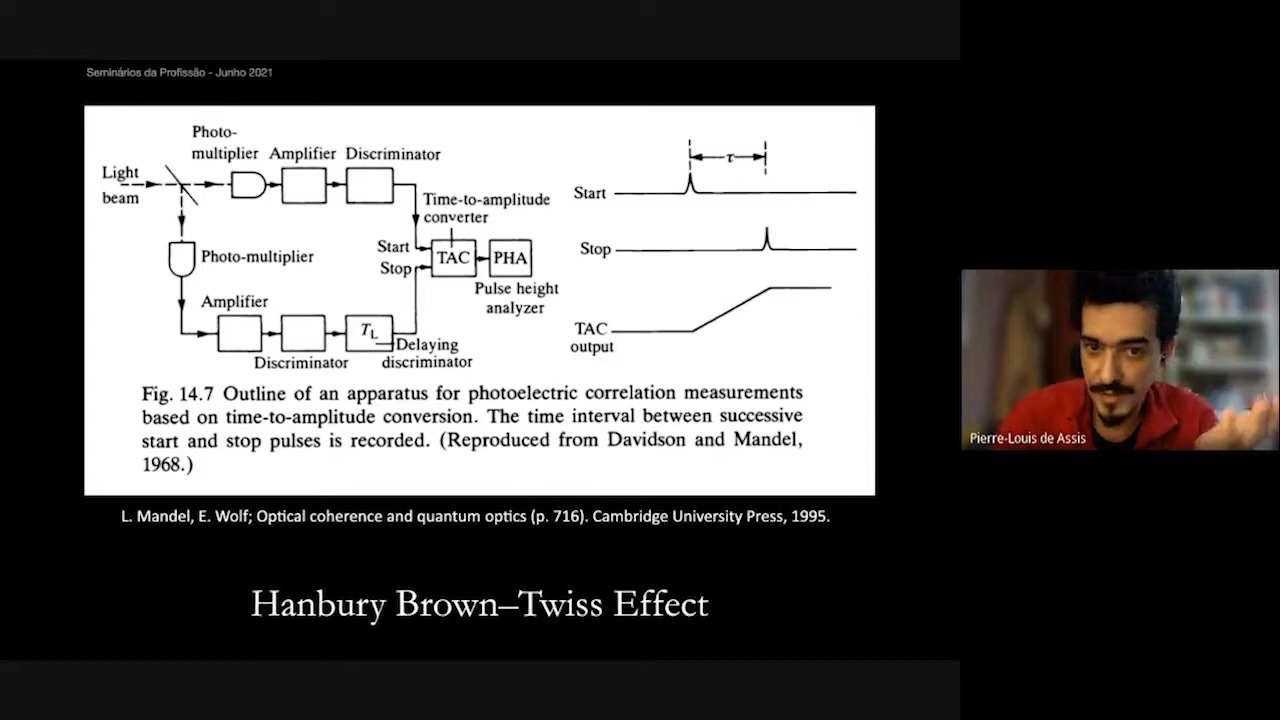 Seminários da Profissão - Junho 2021
Photo-
multiplier Amplifier Discriminator
Light
beam
Time-to-amplitude
converter
Start
Stop
TAC
PHA
Photo-multiplier
Pulse height
analyzer
Amplifier
Discriminator
TL
Delaying
discriminator
τ
Start
Stop
TAC
output
Fig. 14.7 Outline of an apparatus for photoelectric correlation measurements
based on time-to-amplitude conversion. The time interval between successive
start and stop pulses is recorded. (Reproduced from Davidson and Mandel,
1968.)
L. Mandel, E. Wolf; Optical coherence and quantum optics (p. 716). Cambridge University Press, 1995.
Hanbury Brown–Twiss Effect
Pierre-Louis de Assis